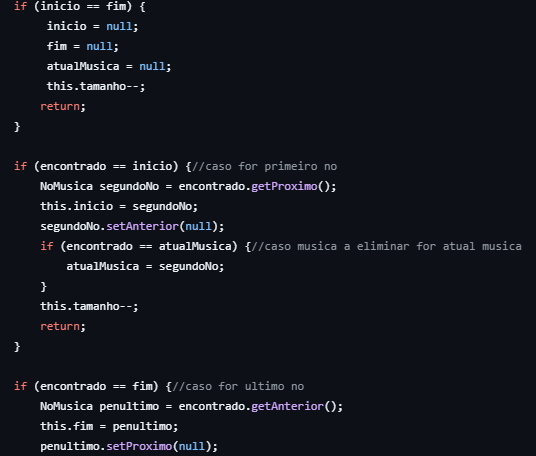 if (inicio == fim) {
inicio = null;
fim = null;
atualMusica = null;
this.tamanho--;
return;
}
if (encontrado == inicio) {//caso for primeiro no
NoMusica segundoNo = encontrado.getProximo();
this.inicio = segundoNo;
segundoNo.setAnterior(null);
if (encontrado == atualMusica) {//caso musica a eliminar for atual musica
atualMusica = segundoNo;
}
this.tamanho--;
return;
}
if (encontrado == fim) {//caso for ultimo no
NoMusica penultimo = encontrado.getAnterior();
this.fim = penultimo;
penultimo.setProximo(null);